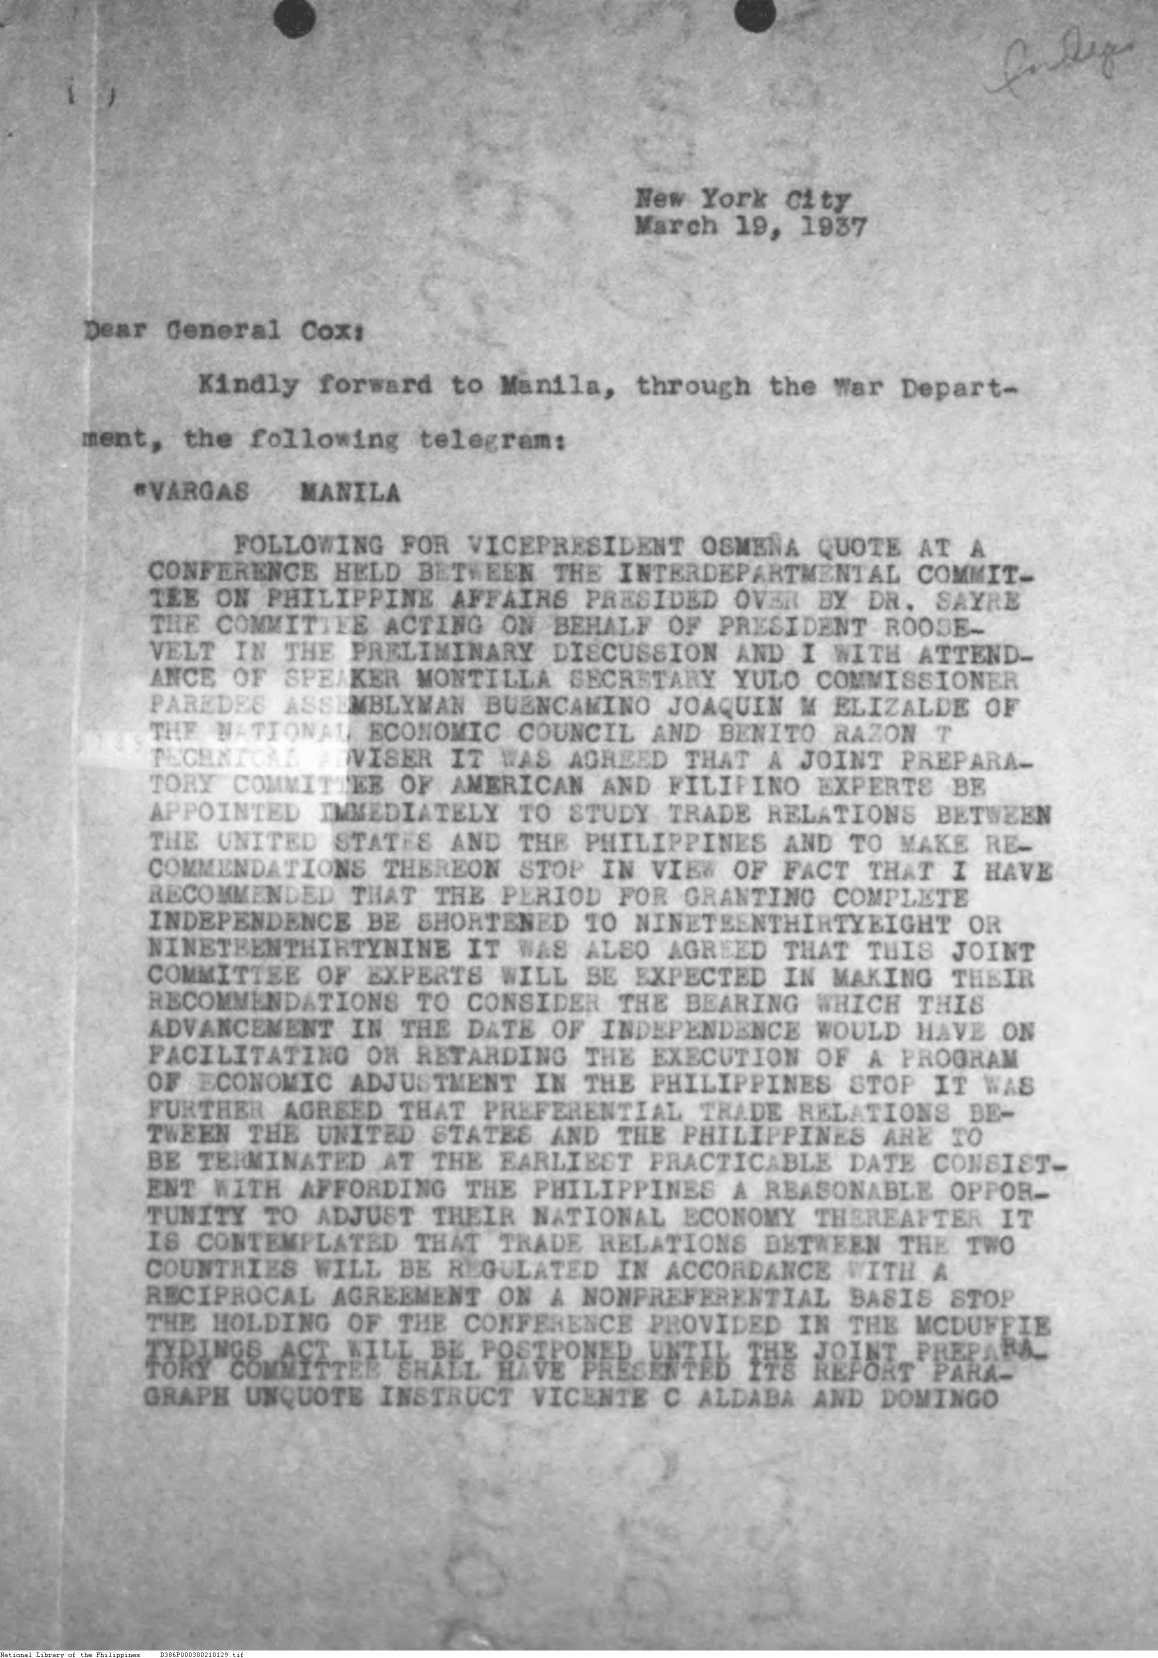 New York City
March 19, 1937
Dear General Cox:
Kindly forward to Manila, through the War Depart-
ment, the following telegram:
"VARGAS MANILA
FOLLOWING FOR VICEPRESIDENT OSMEÑA QUOTE AT A
CONFERENCE HELD BETWEEN THE INTERDEPARTMENTAL COMMIT-
TEE ON PHILIPPINE AFFAIRS PRESIDED OVER BY DR. SAYRE
THE COMMITTEE ACTING ON BEHALF OF PRESIDENT ROOSE-
VELT IN THE PRELIMINARY DISCUSSION AND I WITH ATTEND-
ANCE OF SPEAKER MONTILLA SECRETARY YULO COMMISSIONER
PAREDES ASSEMBLYMAN BUENCAMINO JOAQUIN M ELIZALDE OF
THE NATIONAL ECONOMIC COUNCIL AND BENITO RAZON T
TECHNICAL ADVISER IT WAS AGREED THAT A JOINT PREPARA-
TORY COMMITTEE OF AMERICAN AND FILIPINO EXPERTS BE
APPOINTED IMMEDIATELY TO STUDY TRADE RELATIONS BETWEEN
THE UNITED STATES AND THE PHILIPPINES AND TO MAKE RE-
COMMENDATIONS THEREON STOP IN VIEW OF FACT THAT I HAVE
RECOMMENDED THAT THE PERIOD FOR GRANTING COMPLETE
INDEPENDENCE BE SHORTENED TO NINETEENTHIRTYEIGHT OR
NINETEENTHIRTYNINE IT WAS ALSO AGREED THAT THIS JOINT
COMMITTEE OF EXPERTS WILL BE EXPECTED IN MAKING THEIR
RECOMMENDATIONS TO CONSIDER THE BEARING WHICH THIS
ADVANCEMENT IN THE DATE OF INDEPENDENCE WOULD HAVE ON
FACILITATING OR RETARDING THE EXECUTION OF A PROGRAM
OF ECONOMIC ADJUSTMENT IN THE PHILIPPINES STOP IT WAS
FURTHER AGREED THAT PREFERENTIAL TRADE RELATIONS BE-
TWEEN THE UNITED STATES AND THE PHILIPPINES ARE TO
BE TERMINATED AT THE EARLIEST PRACTICABLE DATE CONSIST-
ENT WITH AFFORDING THE PHILIPPINES A REASONABLE OPPOR-
TUNITY TO ADJUST THEIR NATIONAL ECONOMY THEREAFTER IT
IS CONTEMPLATED THAT TRADE RELATIONS BETWEEN THE TWO
COUNTRIES WILL BE REGULATED IN ACCORDANCE WITH A
RECIPROCAL AGREEMENT ON A NONPREFERENTIAL BASIS STOP
THE HOLDING OF THE CONFERENCE PROVIDED IN THE MCDUFFIE
TYDINGS ACT WILL BE POSTPONED UNTIL THE JOINT PREPARA-
TORY COMMITTEE SHALL HAVE PRESENTED ITS REPORT PARA-
GRAPH UNQUOTE INSTRUCT VICENTE C ALDABA AND DOMINGO
National Library of the Philippines D386P000300210129.tif